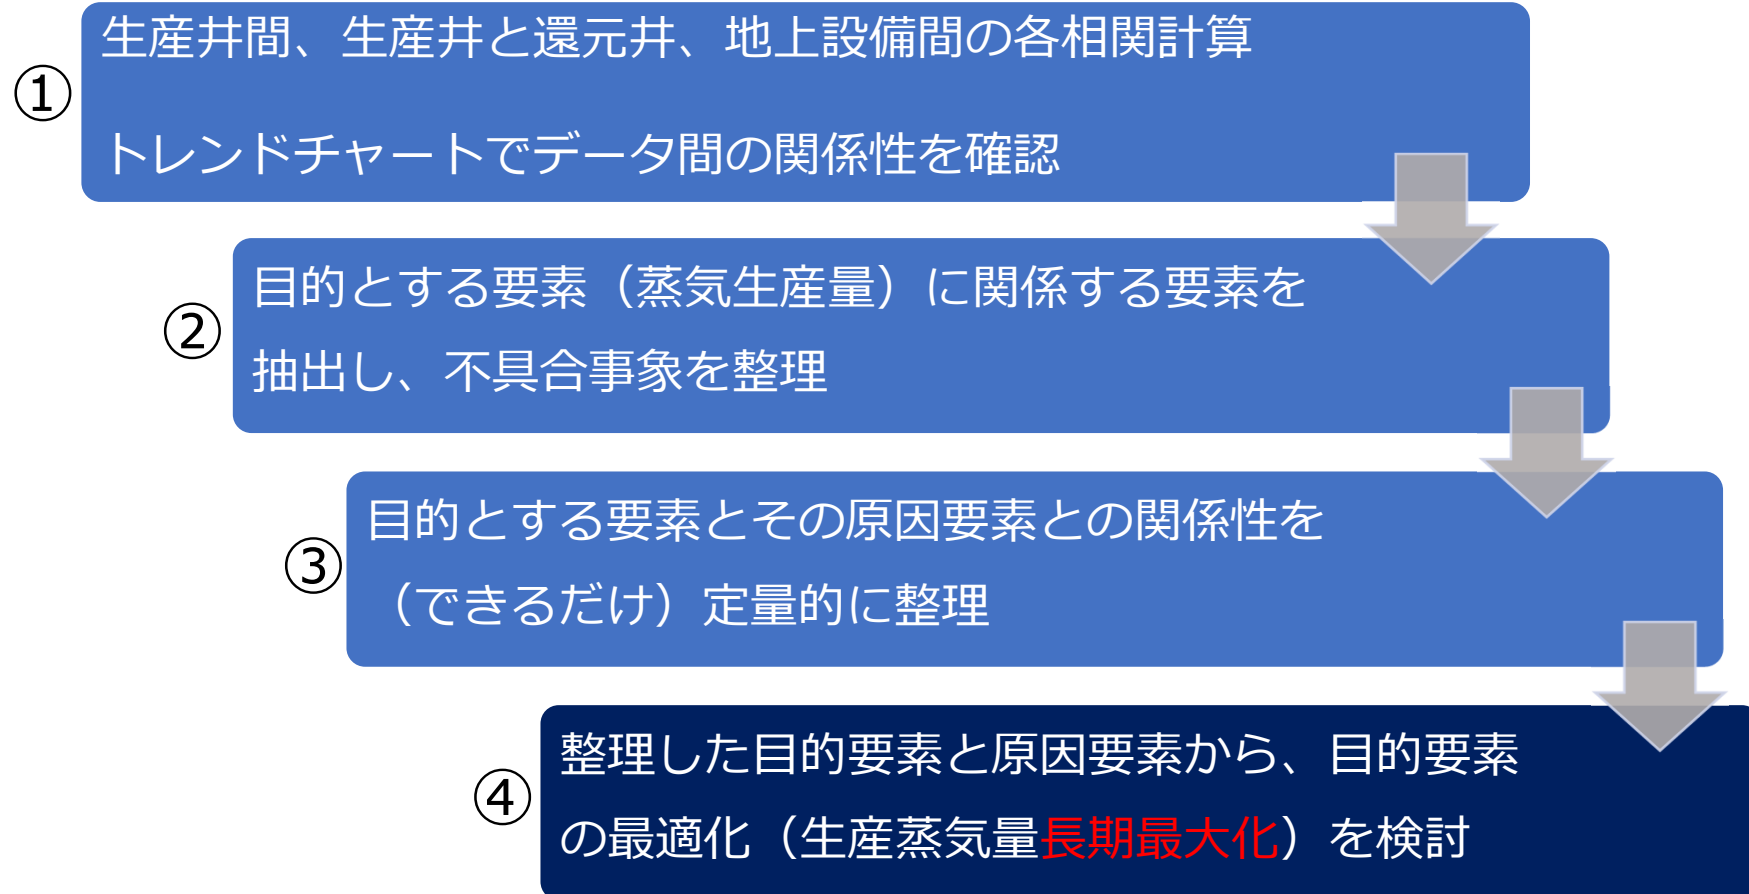 ①
生産井間、生産井と還元井、地上設備間の各相関計算
トレンドチャートでデータ間の関係性を確認
②
目的とする要素（蒸気生産量）に関係する要素を
抽出し、不具合事象を整理
③
目的とする要素とその原因要素との関係性を
（できるだけ）定量的に整理
④
整理した目的要素と原因要素から、目的要素
の最適化（生産蒸気量長期最大化）を検討